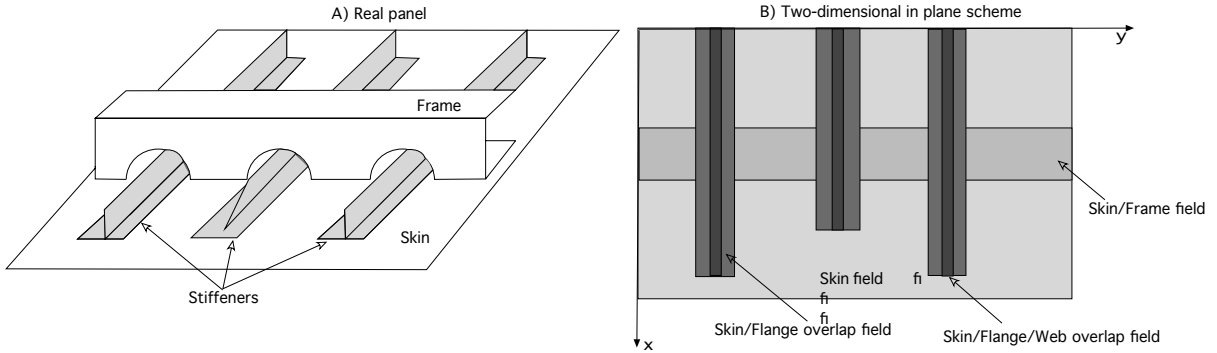 A) Real panel
Frame
Skin
Stiffeners
B) Two-dimensional in plane scheme
y
Skin/Frame field
Skin field fi
fi
fi
Skin/Flange overlap field
Skin/Flange/Web overlap field
x